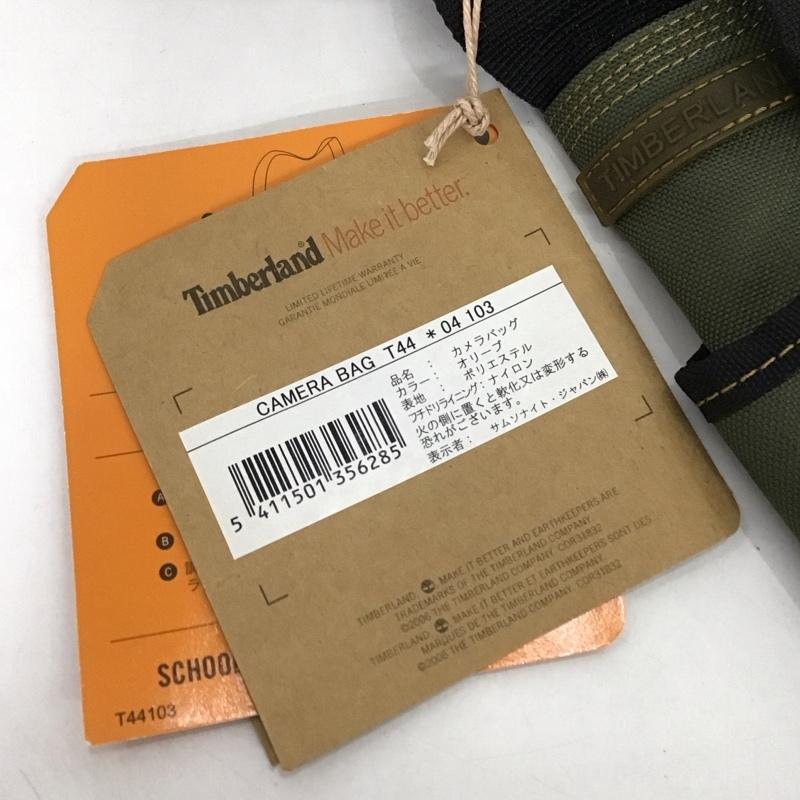 TIMBERLAN
Timberland® Make it better.
LIMITED LIFETIME WARRANTY
GARANTIE MONDIALE LIMITÉE À VIE
CAMERA BAG T44 *04 103
品名 : カメラバッグ
カラー : オリーブ
表地 : ポリエステル
フチドリライニング : ナイロン
火の側に置くと軟化又は変形する
恐れがございます。
表示者 : サムソナイト・ジャパン㈱
5 411501 356285
TIMBERLAND, MAKE IT BETTER AND EARTHKEEPERS ARE
TRADEMARKS OF THE TIMBERLAND COMPANY.
©2006 THE TIMBERLAND COMPANY. COR31832
TIMBERLAND, MAKE IT BETTER ET EARTHKEEPERS SONT DES
MARQUES DE THE TIMBERLAND COMPANY.
©2006 THE TIMBERLAND COMPANY. COR31832
A
B
C
SCHOOL
T44103